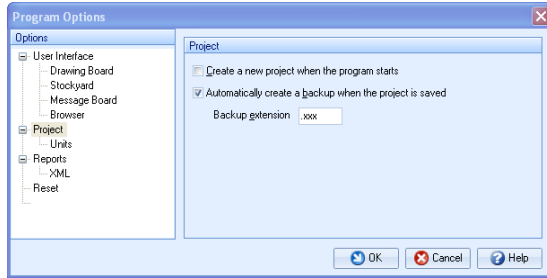 Program Options
Options
User Interface
Drawing Board
Stockyard
Message Board
Browser
Project
Units
Reports
XML
Reset
Project
Create a new project when the program starts
Automatically create a backup when the project is saved
Backup extension .xxx
OK Cancel Help